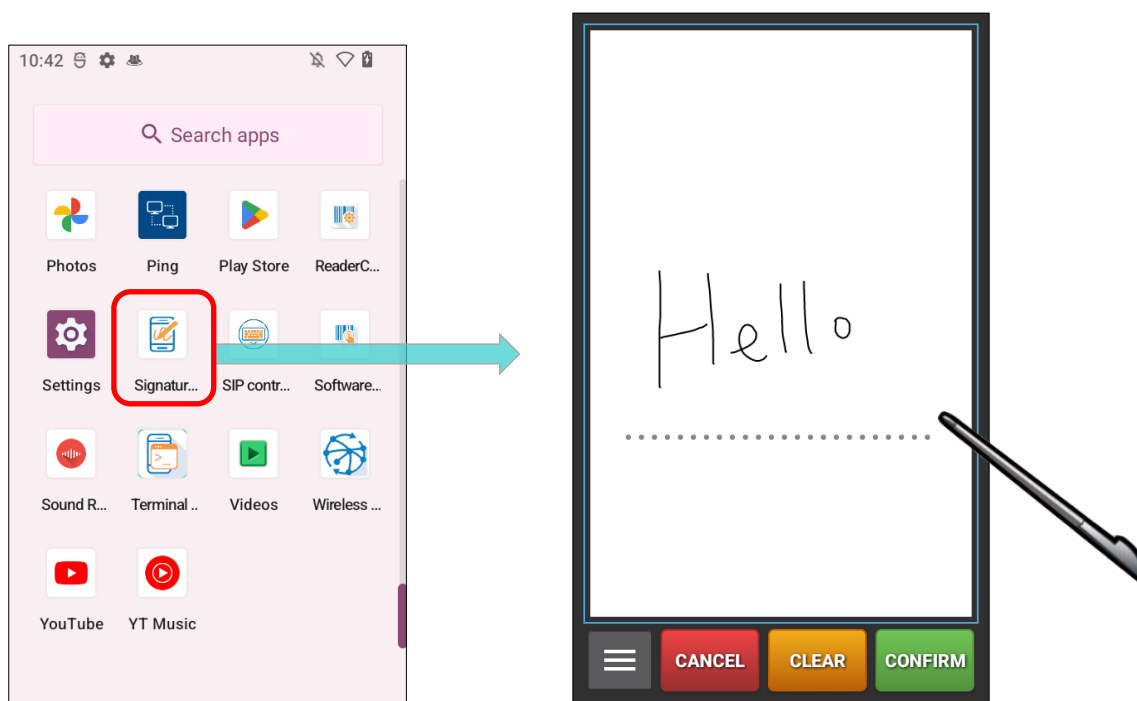 10:42
Search apps
Photos Ping Play Store ReaderC...
Settings Signatur... SIP contr... Software...
Sound R... Terminal .. Videos Wireless ...
YouTube YT Music
Hello
CANCEL CLEAR CONFIRM